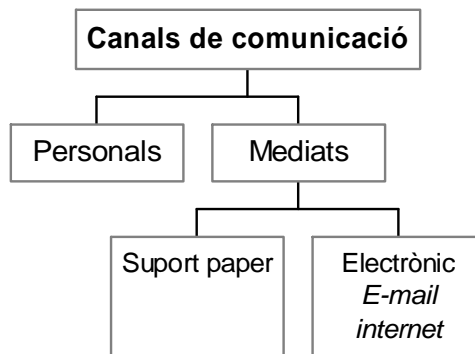 Canals de comunicació
Personals
Mediats
Suport paper
Electrònic
E-mail
internet